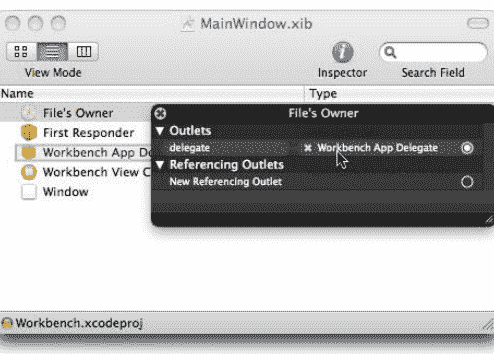 MainWindow.xib
View Mode
Inspector
Search Field
Name
Type
File's Owner
First Responder
Workbench App De
Workbench View C
Window
File's Owner
Outlets
delegate
Workbench App Delegate
Referencing Outlets
New Referencing Outlet
Workbench.xcodeproj